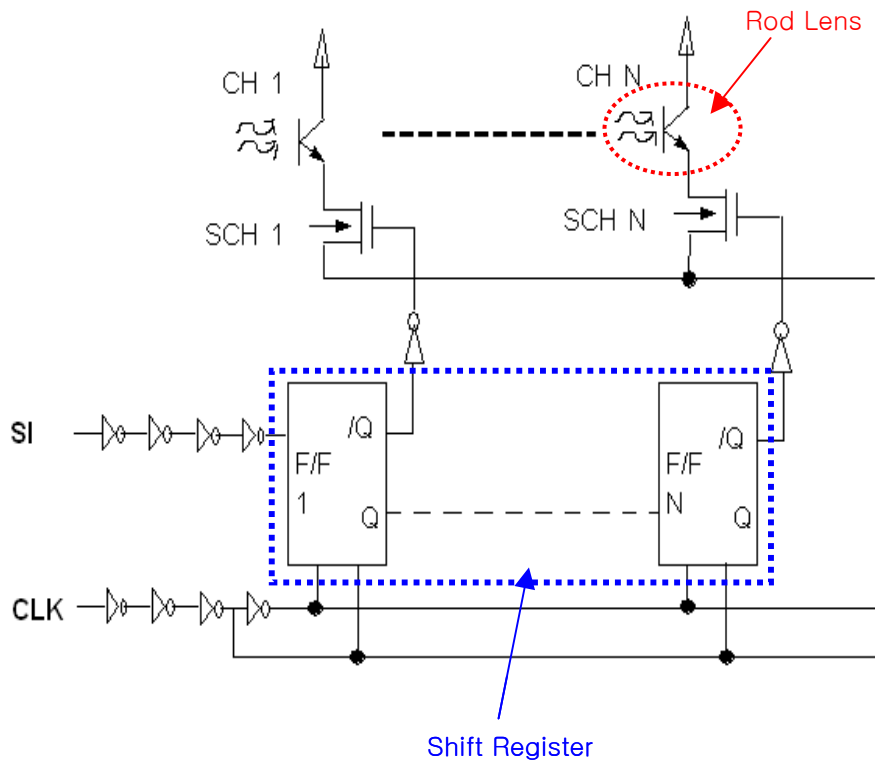 Rod Lens
CH 1
CH N
SCH 1
SCH N
SI
/Q
F/F
1
Q
/Q
F/F
N
Q
CLK
Shift Register